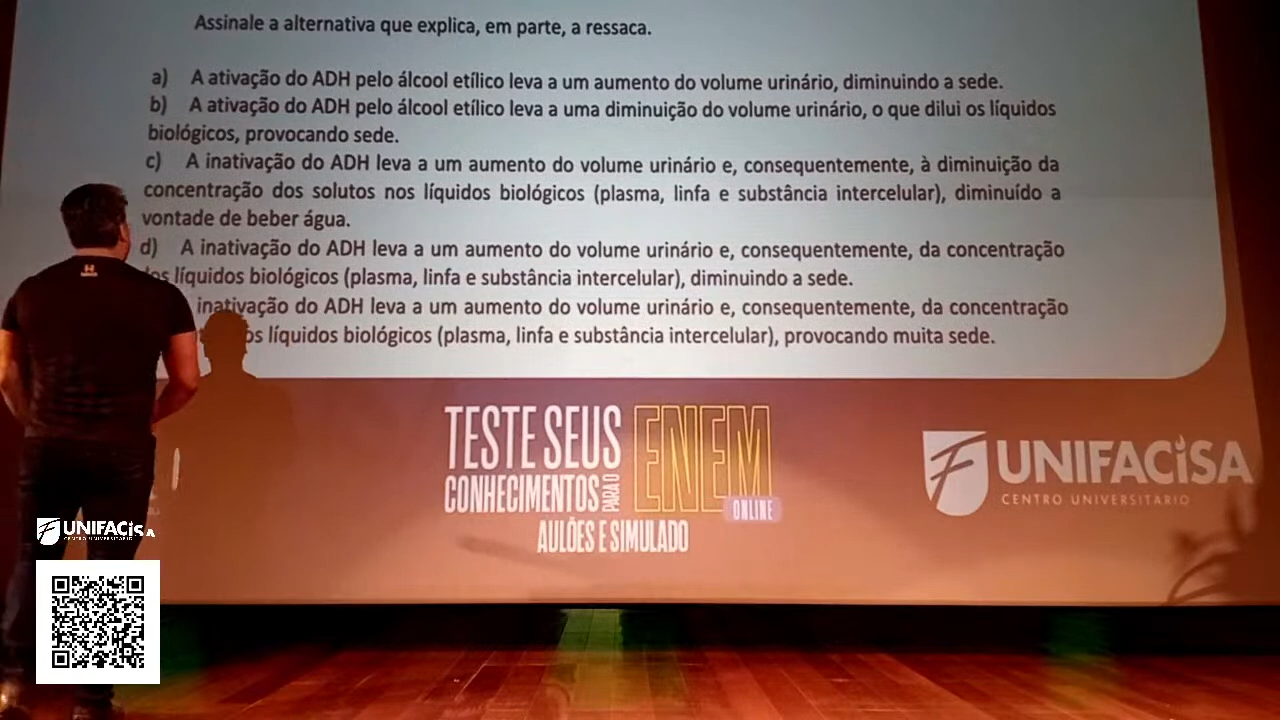 Assinale a alternativa que explica, em parte, a ressaca.
a) A ativação do ADH pelo álcool etílico leva a um aumento do volume urinário, diminuindo a sede.
b) A ativação do ADH pelo álcool etílico leva a uma diminuição do volume urinário, o que dilui os líquidos
biológicos, provocando sede.
c) A inativação do ADH leva a um aumento do volume urinário e, consequentemente, à diminuição da
concentração dos solutos nos líquidos biológicos (plasma, linfa e substância intercelular), diminuído a
vontade de beber água.
d) A inativação do ADH leva a um aumento do volume urinário e, consequentemente, da concentração
líquidos biológicos (plasma, linfa e substância intercelular), diminuindo a sede.
inativação do ADH leva a um aumento do volume urinário e, consequentemente, da concentração
líquidos biológicos (plasma, linfa e substância intercelular), provocando muita sede.
TESTE SEUS
CONHECIMENTOS PARA O
ENEM
ONLINE
AULÕES E SIMULADO
UNIFACISA
CENTRO UNIVERSITÁRIO
UNIFACISA
CENTRO UNIVERSITÁRIO